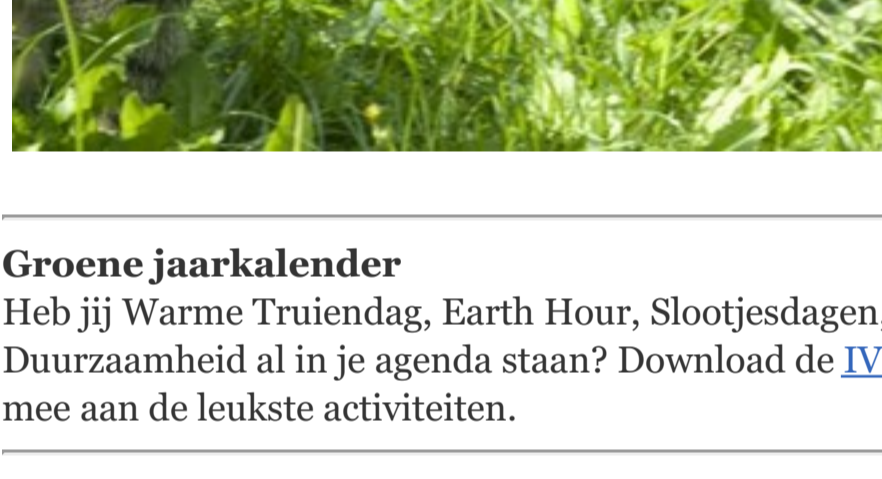 Groene jaarkalender
Heb jij Warme Truiendag, Earth Hour, Slootjesdagen,
Duurzaamheid al in je agenda staan? Download de IV
mee aan de leukste activiteiten.